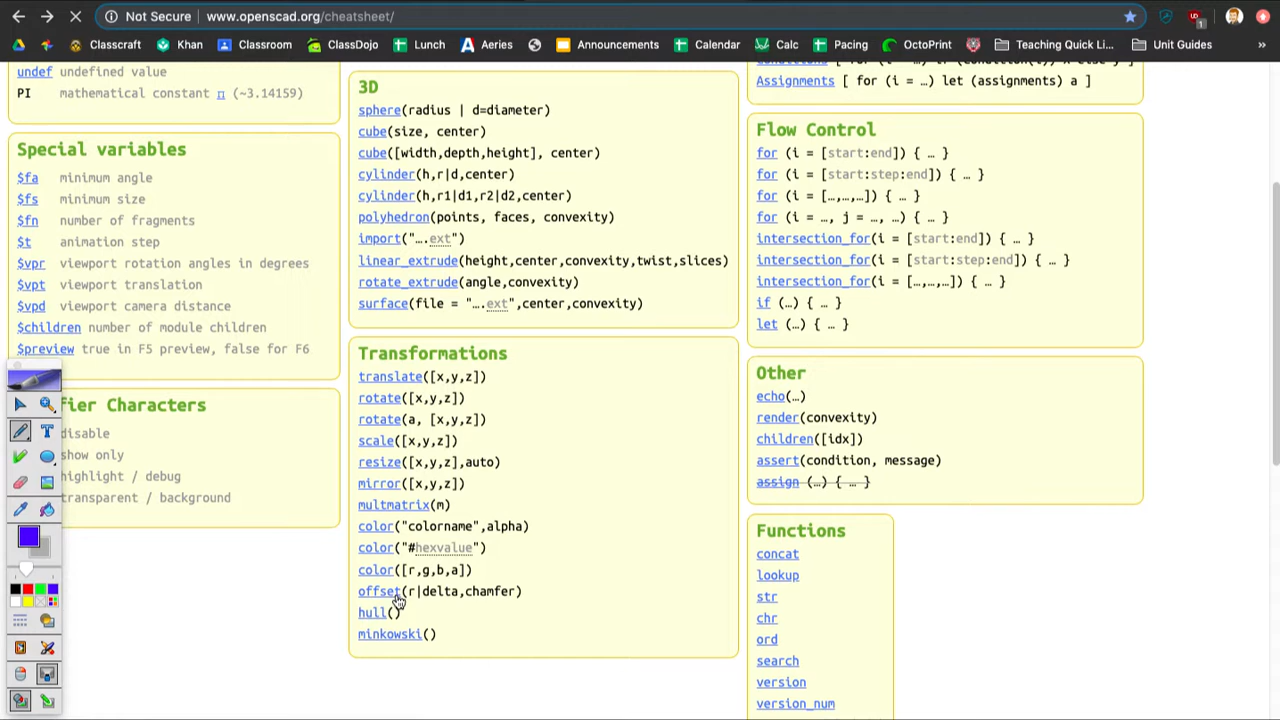 Not Secure | www.openscad.org/cheatsheet/
Classcraft Khan Classroom ClassDojo Lunch Aeries Announcements Calendar Calc Pacing OctoPrint Teaching Quick Li... Unit Guides »
undef undefined value
PI mathematical constant π (~3.14159)
Special variables
$fa minimum angle
$fs minimum size
$fn number of fragments
$t animation step
$vpr viewport rotation angles in degrees
$vpt viewport translation
$vpd viewport camera distance
$children number of module children
$preview true in F5 preview, false for F6
fier Characters
disable
show only
highlight / debug
transparent / background
3D
sphere(radius | d=diameter)
cube(size, center)
cube([width,depth,height], center)
cylinder(h,r|d,center)
cylinder(h,r1|d1,r2|d2,center)
polyhedron(points, faces, convexity)
import("….ext")
linear_extrude(height,center,convexity,twist,slices)
rotate_extrude(angle,convexity)
surface(file = "….ext",center,convexity)
Transformations
translate([x,y,z])
rotate([x,y,z])
rotate(a, [x,y,z])
scale([x,y,z])
resize([x,y,z],auto)
mirror([x,y,z])
multmatrix(m)
color("colorname",alpha)
color("#hexvalue")
color([r,g,b,a])
offset(r|delta,chamfer)
hull()
minkowski()
Assignments [ for (i = …) let (assignments) a ]
Flow Control
for (i = [start:end]) { … }
for (i = [start:step:end]) { … }
for (i = […,…,…]) { … }
for (i = …, j = …, …) { … }
intersection_for(i = [start:end]) { … }
intersection_for(i = [start:step:end]) { … }
intersection_for(i = […,…,…]) { … }
if (…) { … }
let (…) { … }
Other
echo(…)
render(convexity)
children([idx])
assert(condition, message)
assign (…) { … }
Functions
concat
lookup
str
chr
ord
search
version
version_num